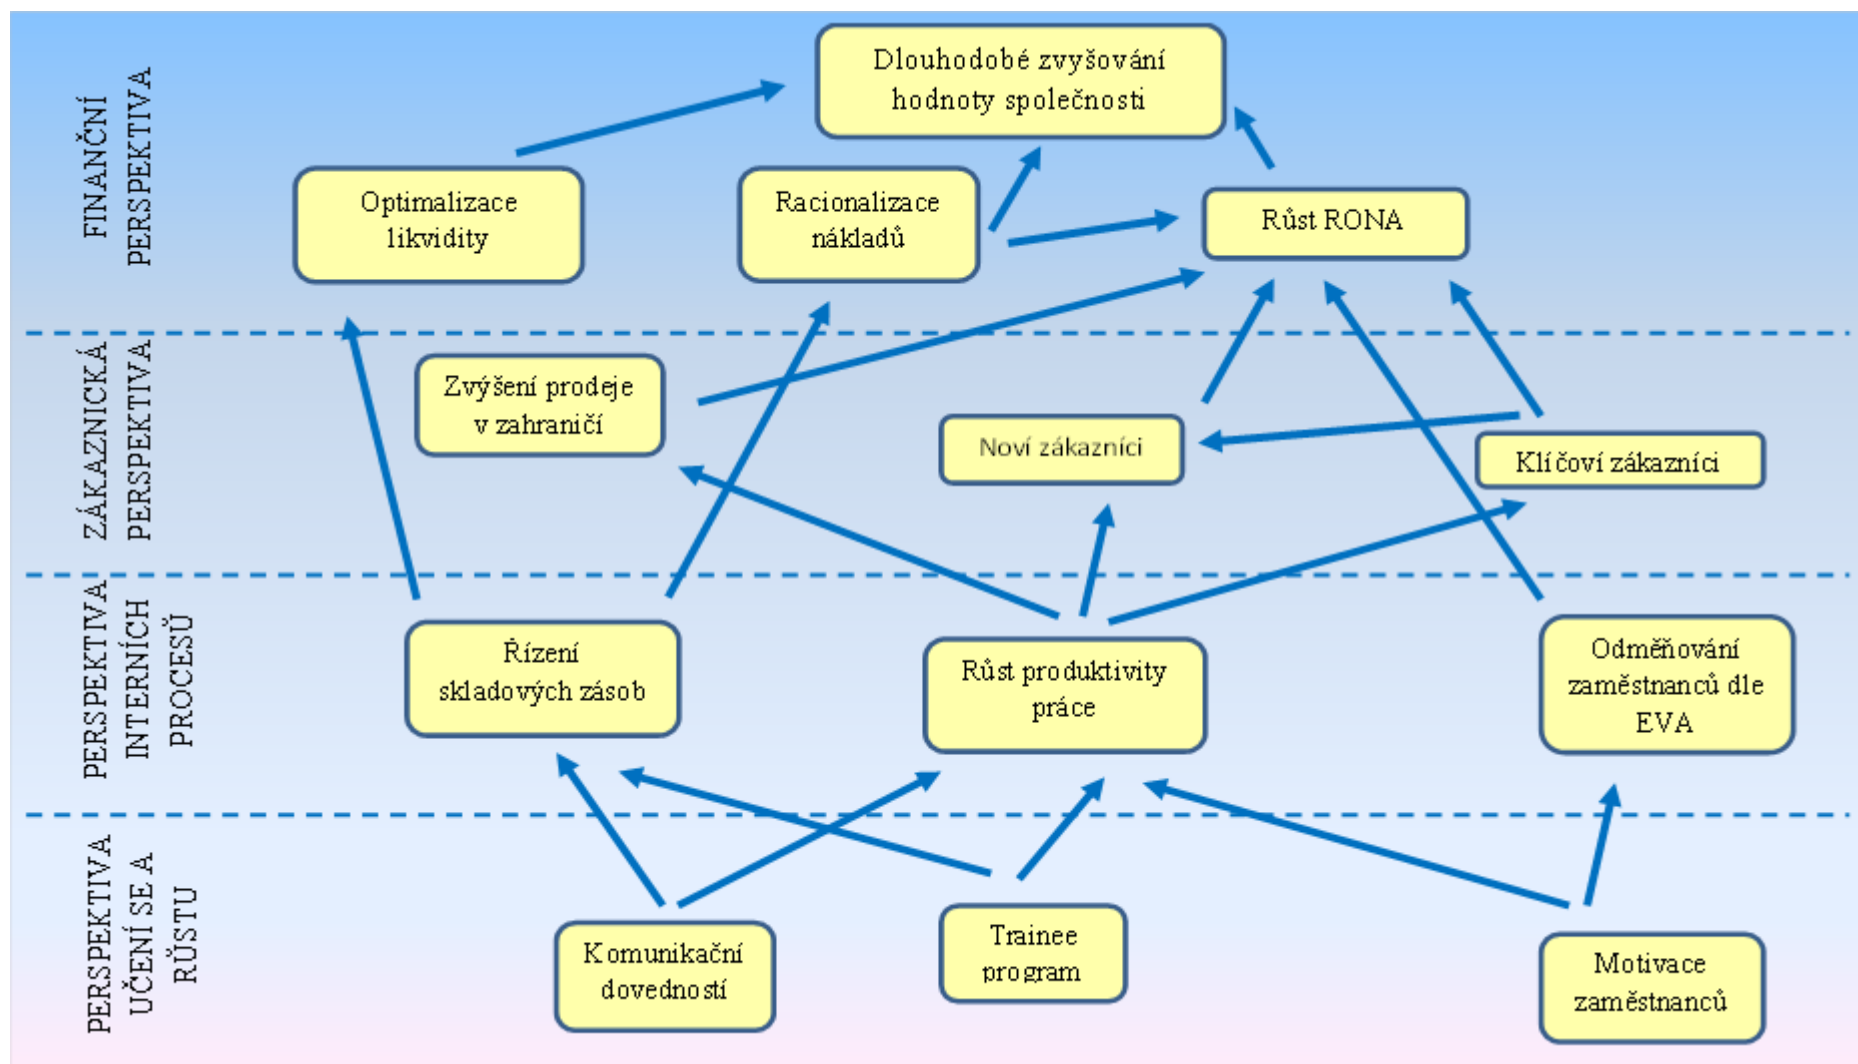 FINANČNÍ
PERSPEKTIVA
Dlouhodobé zvyšování
hodnoty společnosti
Optimalizace
likvidity
Racionalizace
nákladů
Růst RONA
ZÁKAZNICKÁ
PERSPEKTIVA
Zvýšení prodeje
v zahraničí
Noví zákazníci
Klíčoví zákazníci
PERSPEKTIVA
INTERNÍCH
PROCESŮ
Řízení
skladových zásob
Růst produktivity
práce
Odměňování
zaměstnanců dle
EVA
PERSPEKTIVA
UČENÍ SE A
RŮSTU
Komunikační
dovedností
Trainee
program
Motivace
zaměstnanců